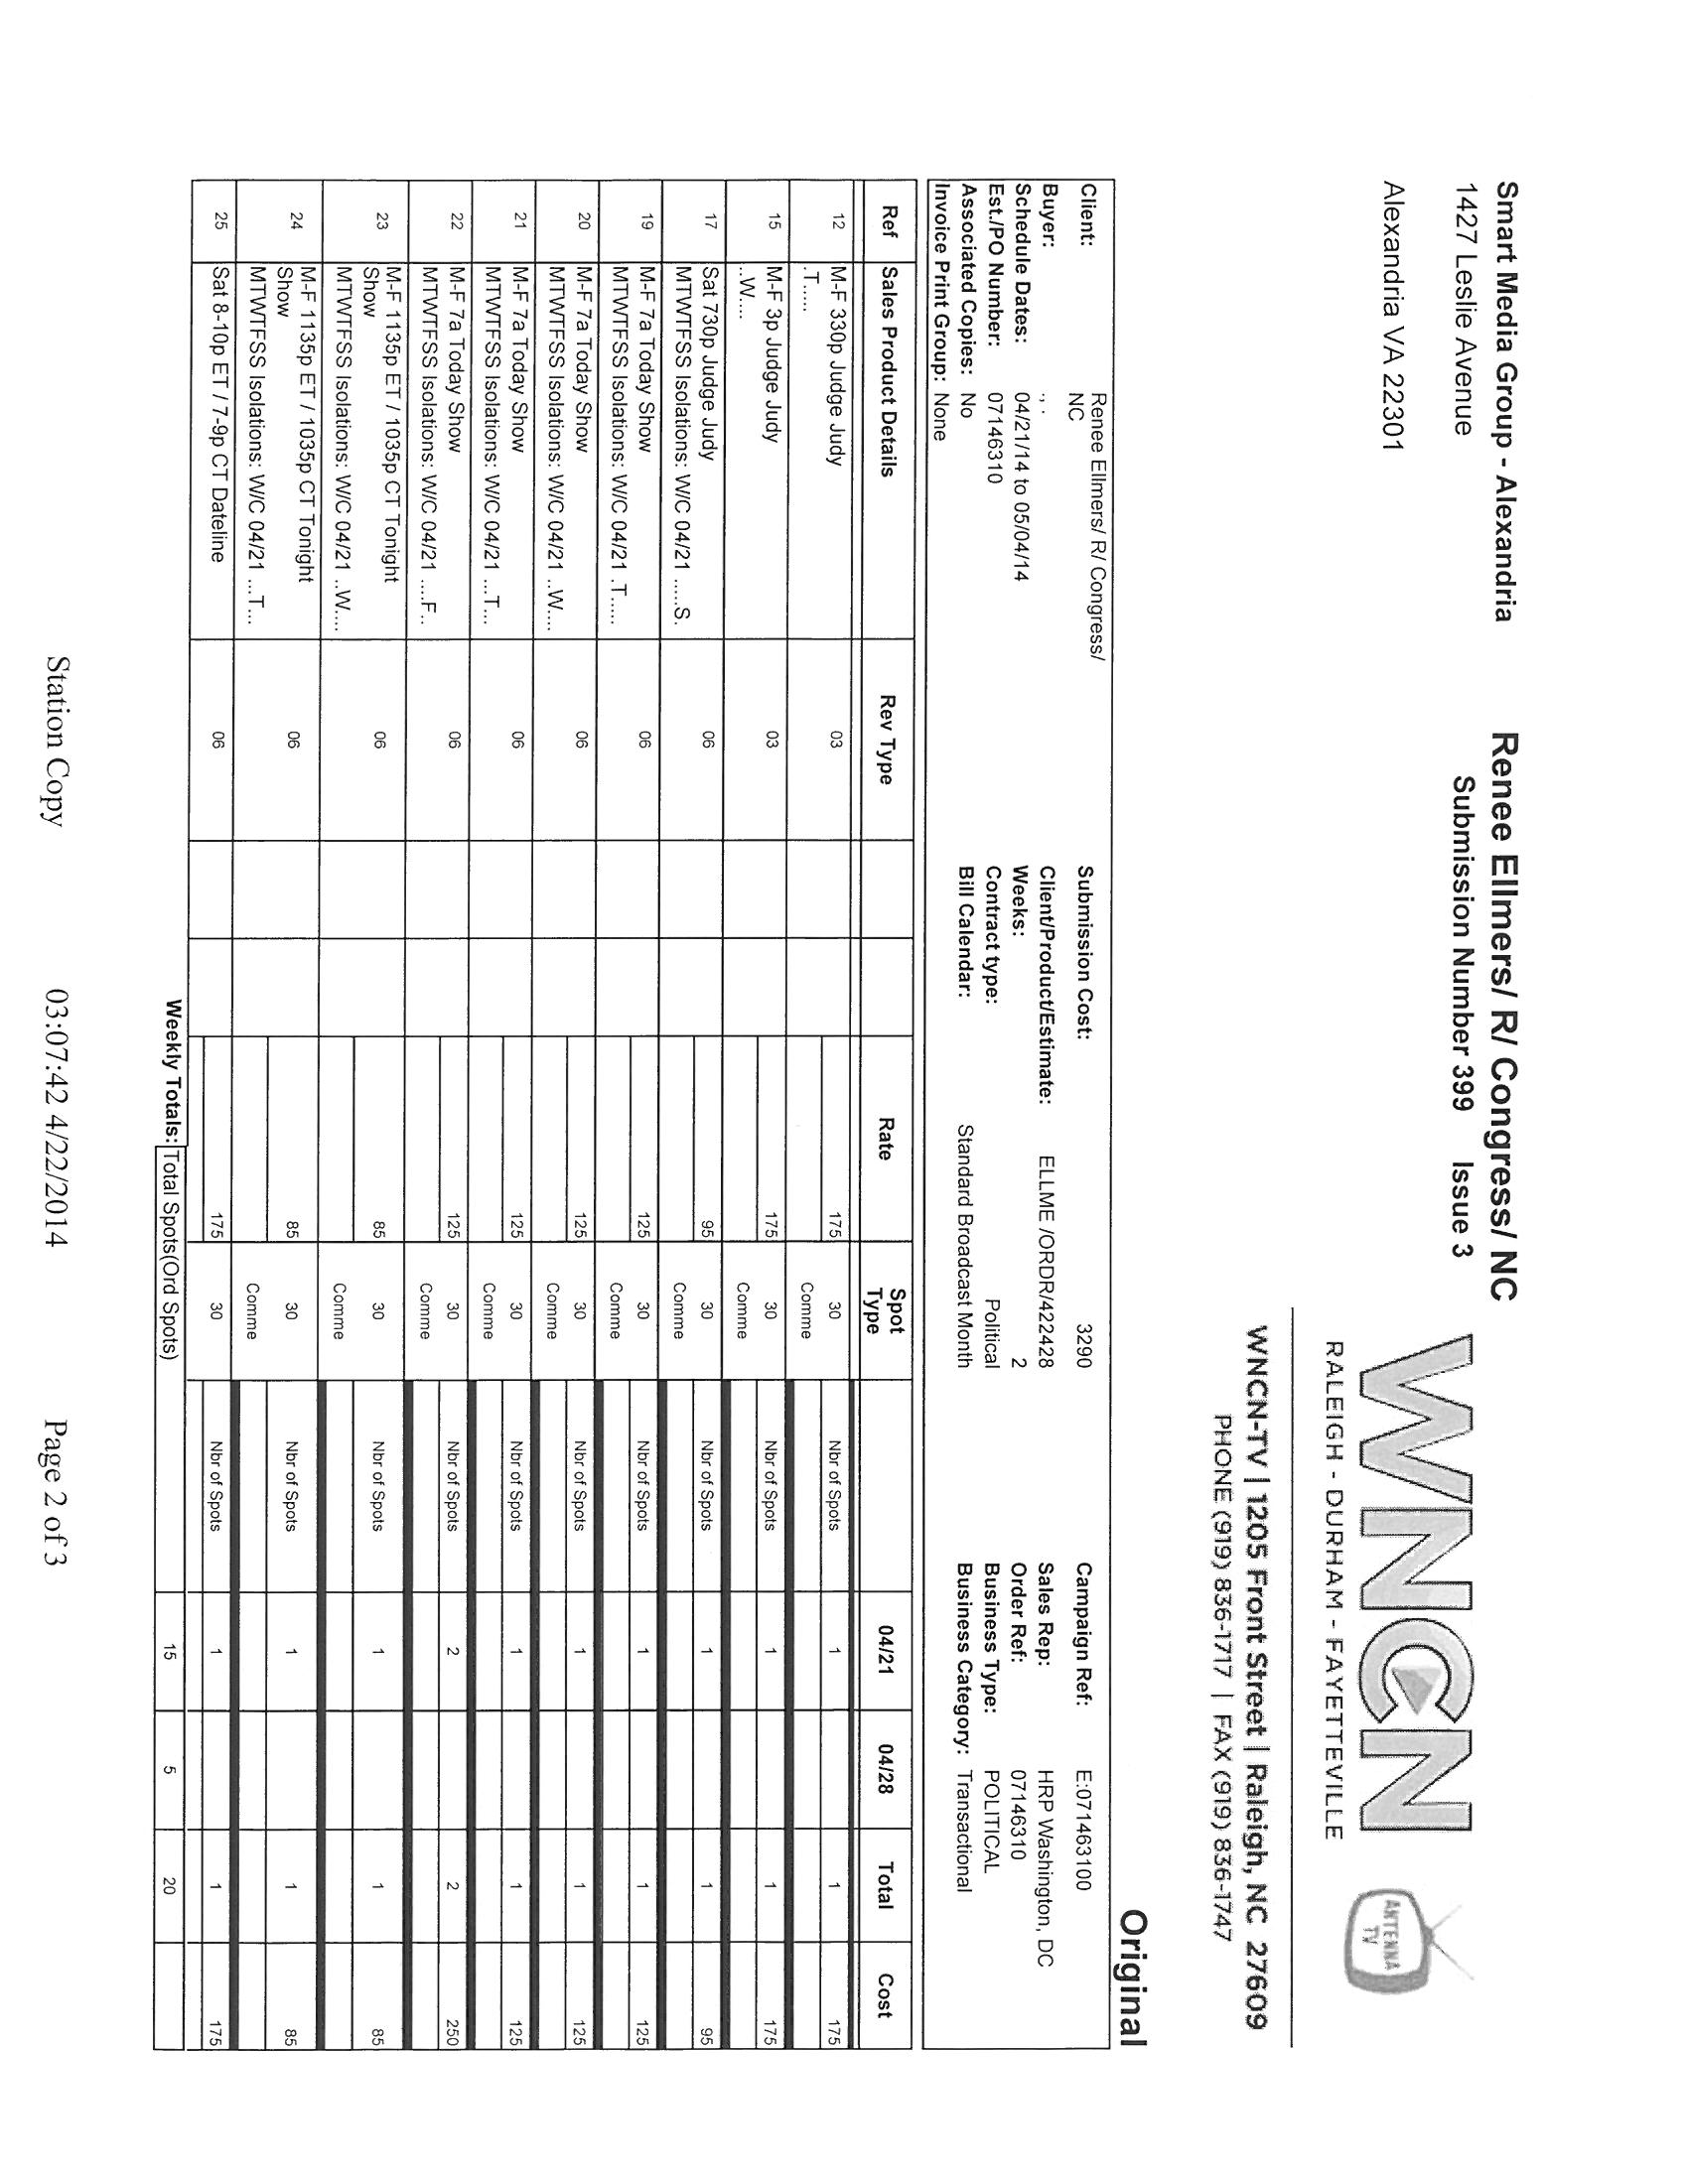 Smart Media Group - Alexandria
1427 Leslie Avenue
Alexandria VA 22301
Renee Ellmers/ R/ Congress/ NC
Submission Number 399 Issue 3
WNCN
RALEIGH - DURHAM - FAYETTEVILLE
ANTENNA TV
WNCN-TV | 1205 Front Street | Raleigh, NC 27609
PHONE (919) 836-1717 | FAX (919) 836-1747
Original
Client: Renee Ellmers/ R/ Congress/ NC Submission Cost: 3290 Campaign Ref: E:07146310​0
Buyer: ., . Client/Product/Estimate: ELLME /ORDR/422428 Sales Rep: HRP Washington, DC
Schedule Dates: 04/21/14 to 05/04/14 Weeks: 2 Order Ref: 07146310
Est./PO Number: 07146310 Contract type: Political Business Type: POLITICAL
Associated Copies: No Bill Calendar: Standard Broadcast Month Business Category: Transactional
Invoice Print Group: None
Ref Sales Product Details Rev Type Rate Spot Type 04/21 04/28 Total Cost
12 M-F 330p Judge Judy 03 175 30 Nbr of Spots 1 1 175
.T..... Comme
15 M-F 3p Judge Judy 03 175 30 Nbr of Spots 1 1 175
..W.... Comme
17 Sat 730p Judge Judy 06 95 30 Nbr of Spots 1 1 95
MTWTFSS Isolations: W/C 04/21 .....S. Comme
19 M-F 7a Today Show 06 125 30 Nbr of Spots 1 1 125
MTWTFSS Isolations: W/C 04/21 .T..... Comme
20 M-F 7a Today Show 06 125 30 Nbr of Spots 1 1 125
MTWTFSS Isolations: W/C 04/21 ..W.... Comme
21 M-F 7a Today Show 06 125 30 Nbr of Spots 1 1 125
MTWTFSS Isolations: W/C 04/21 ...T... Comme
22 M-F 7a Today Show 06 125 30 Nbr of Spots 2 2 250
MTWTFSS Isolations: W/C 04/21 ....F.. Comme
23 M-F 1135p ET / 1035p CT Tonight 06 85 30 Nbr of Spots 1 1 85
Show
MTWTFSS Isolations: W/C 04/21 ..W.... Comme
24 M-F 1135p ET / 1035p CT Tonight 06 85 30 Nbr of Spots 1 1 85
Show
MTWTFSS Isolations: W/C 04/21 ...T... Comme
25 Sat 8-10p ET / 7-9p CT Dateline 06 175 30 Nbr of Spots 1 1 175
Weekly Totals: Total Spots(Ord Spots) 15 5 20
Station Copy 03:07:42 4/22/2014 Page 2 of 3